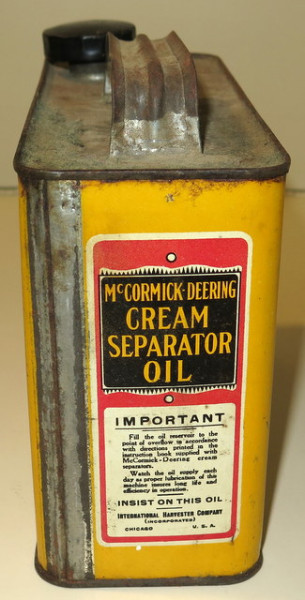 McCORMICK-DEERING
CREAM
SEPARATOR
OIL
IMPORTANT
Fill the oil reservoir to the
point of overflow in accordance
with directions printed in the
instruction book supplied with
McCormick-Deering cream
separators.
Watch the oil supply each
day as proper lubrication of this
machine insures long life and
efficiency in operation.
INSIST ON THIS OIL
INTERNATIONAL HARVESTER COMPANY
(INCORPORATED)
CHICAGO U. S. A.